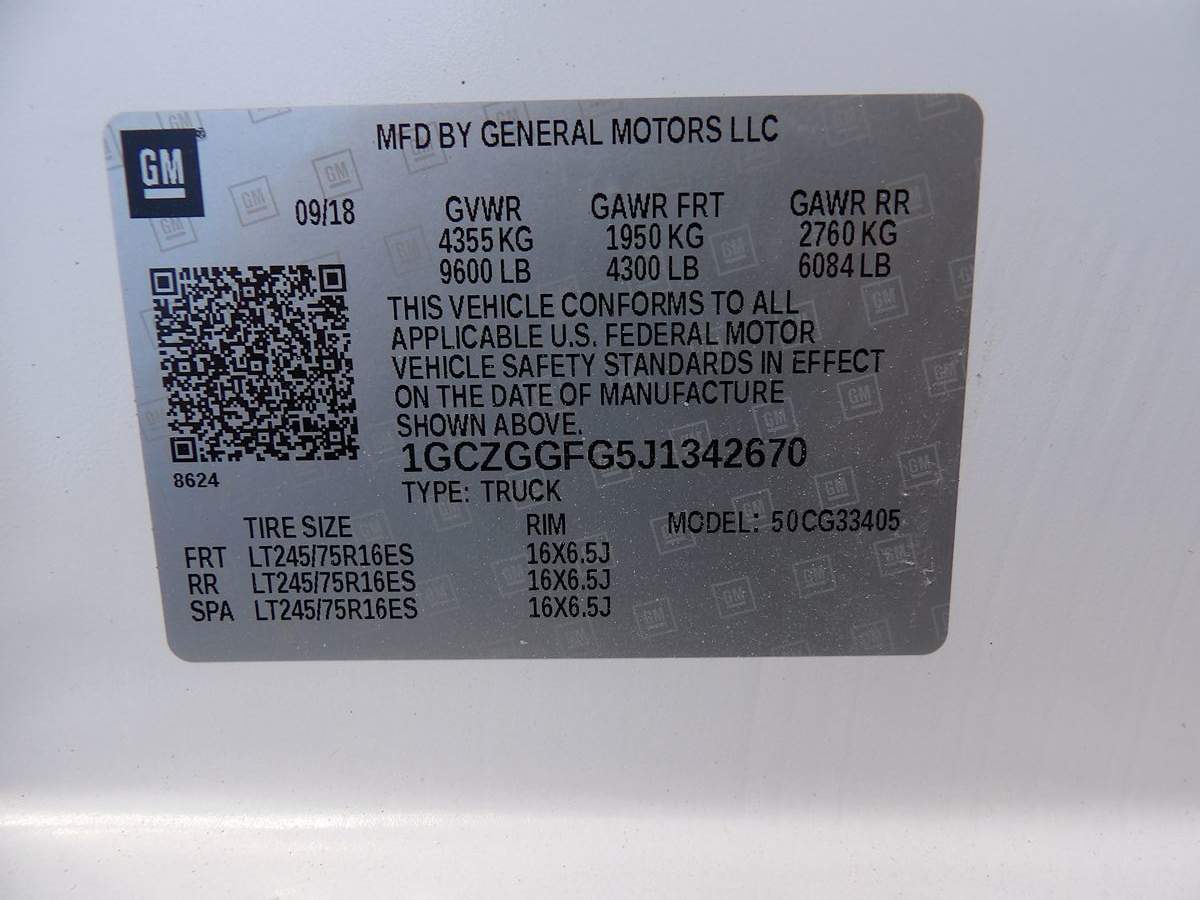 GM
MFD BY GENERAL MOTORS LLC
09/18
GVWR GAWR FRT GAWR RR
4355 KG 1950 KG 2760 KG
9600 LB 4300 LB 6084 LB
THIS VEHICLE CONFORMS TO ALL
APPLICABLE U.S. FEDERAL MOTOR
VEHICLE SAFETY STANDARDS IN EFFECT
ON THE DATE OF MANUFACTURE
SHOWN ABOVE.
1GCZGGFG5J1342670
8624
TYPE: TRUCK
TIRE SIZE RIM MODEL: 50CG33405
FRT LT245/75R16ES 16X6.5J
RR LT245/75R16ES 16X6.5J
SPA LT245/75R16ES 16X6.5J